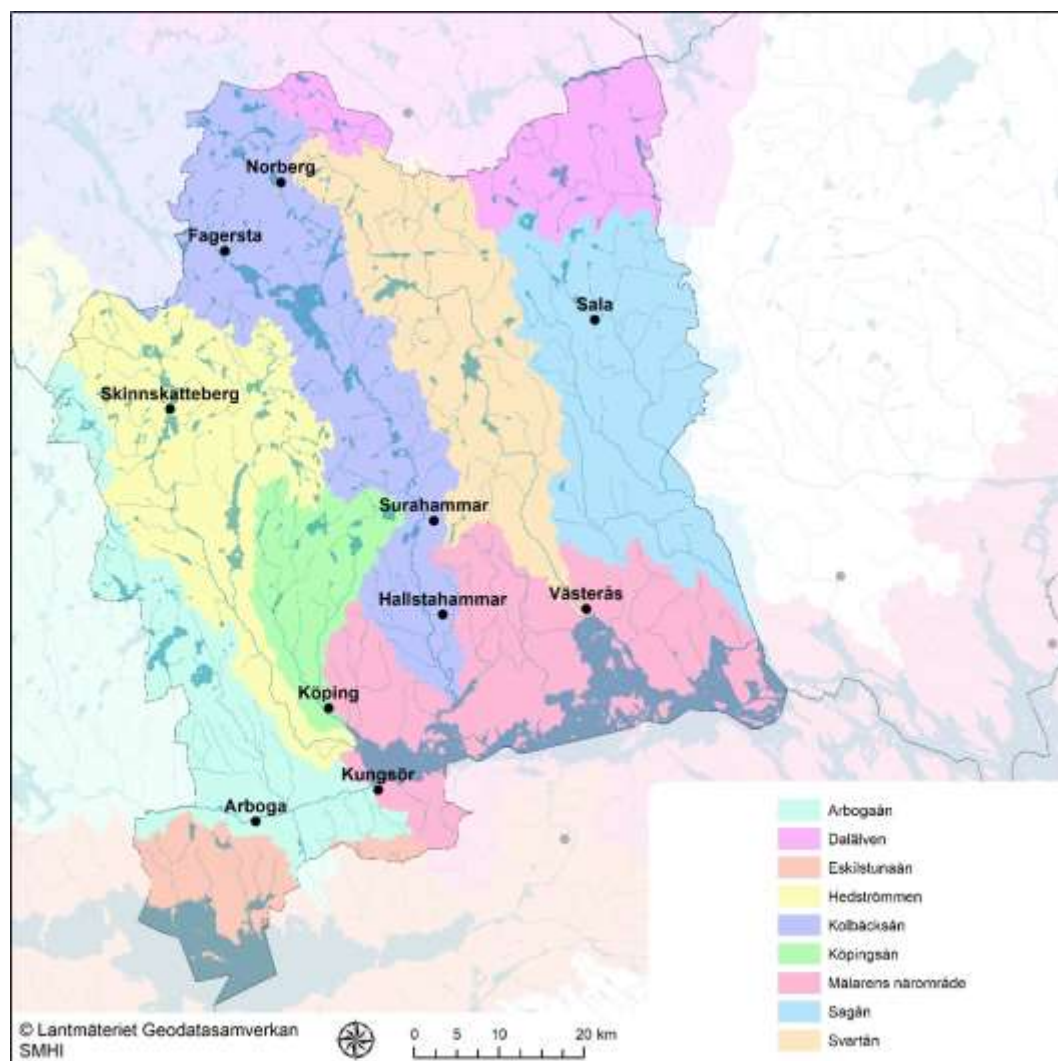 Norberg
Fagersta
Sala
Skinnskatteberg
Surahammar
Hallstahammar
Västerås
Köping
Kungsör
Arboga
Arbogaån
Dalälven
Eskilstunaån
Hedströmmen
Kolbäcksån
Köpingsån
Mälarens närområde
Sagån
Svartån
© Lantmäteriet Geodatasamverkan
SMHI
0 5 10 20 km